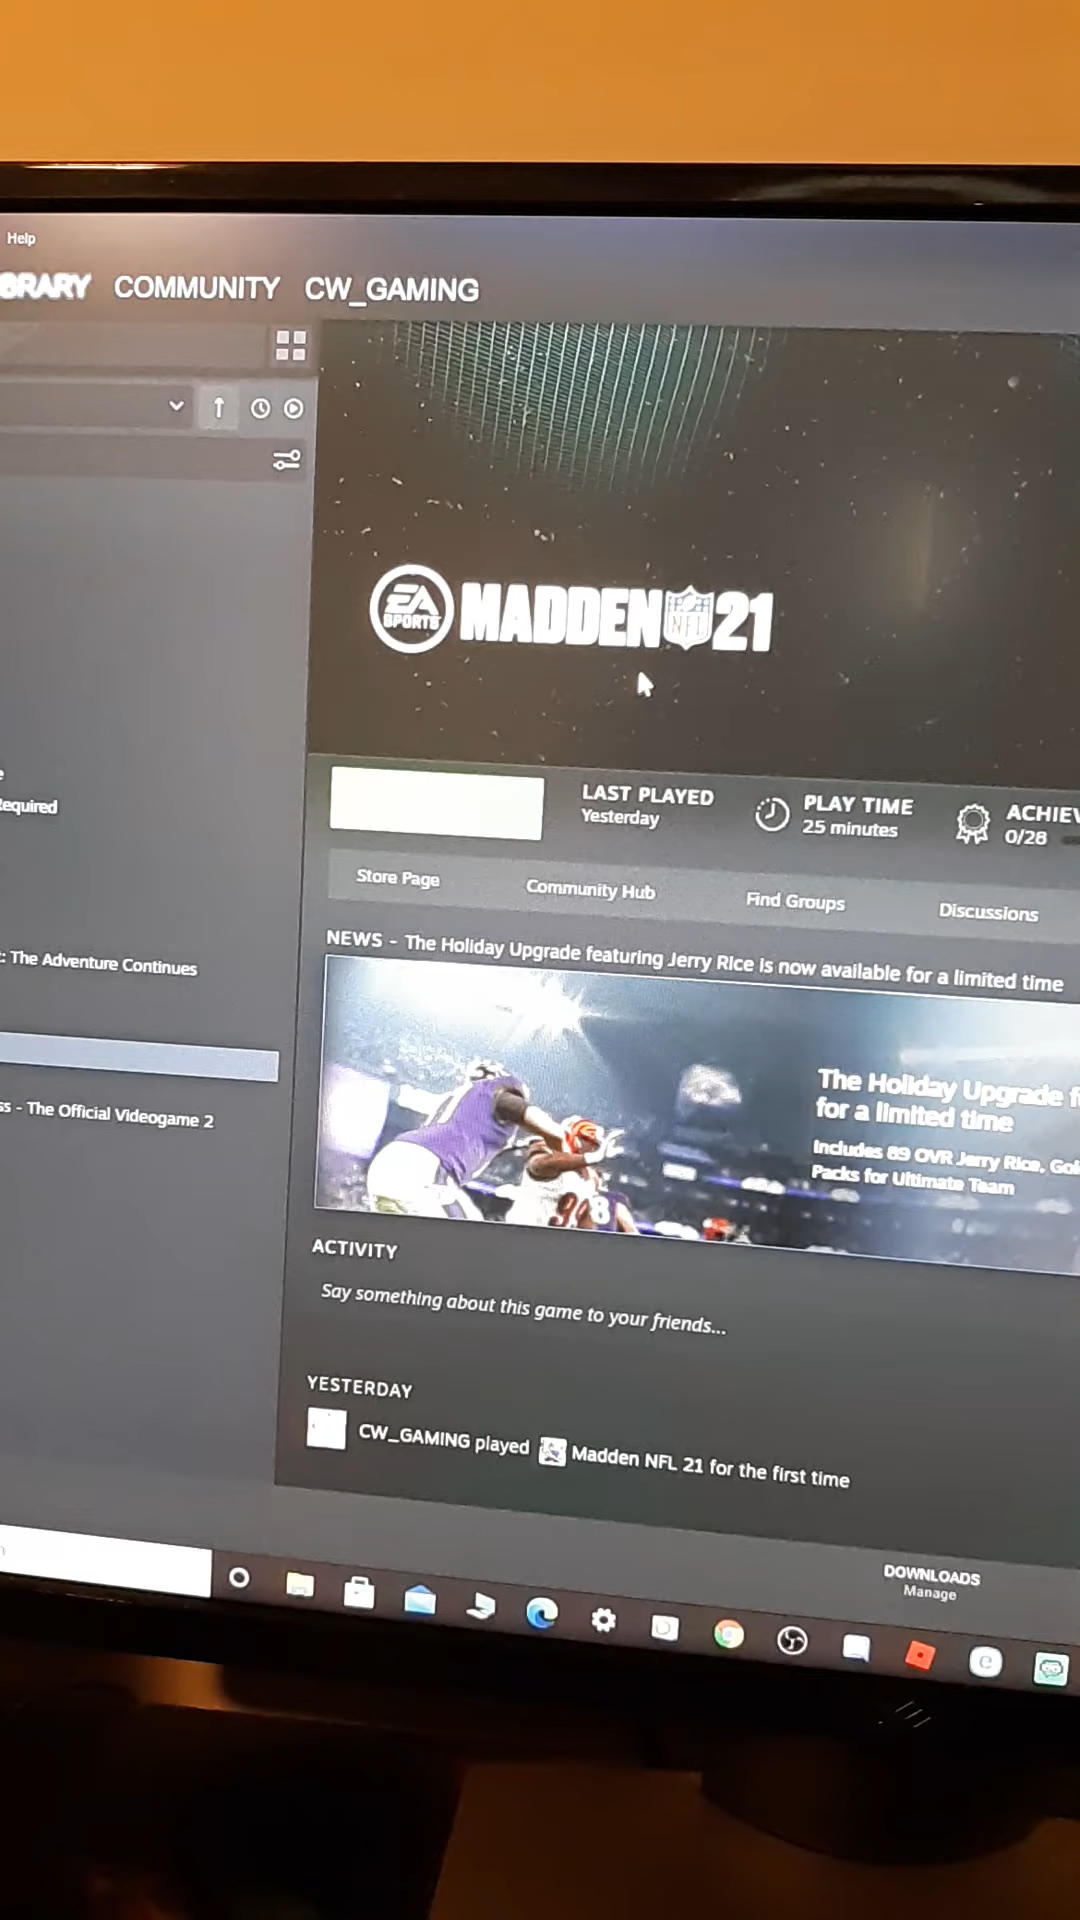 Help
COMMUNITY CW_GAMING
EA
SPORTS
MADDEN NFL 21
LAST PLAYED
Yesterday
PLAY TIME
25 minutes
0/28
Required
Store Page Community Hub Find Groups Discussions
NEWS - The Holiday Upgrade featuring Jerry Rice is now available for a limited time
: The Adventure Continues
- The Official Videogame 2
The Holiday Upgrade
for a limited time
Includes 89 OVR Jerry Rice,
Packs for Ultimate Team
ACTIVITY
Say something about this game to your friends...
YESTERDAY
CW_GAMING played Madden NFL 21 for the first time
DOWNLOADS
Manage